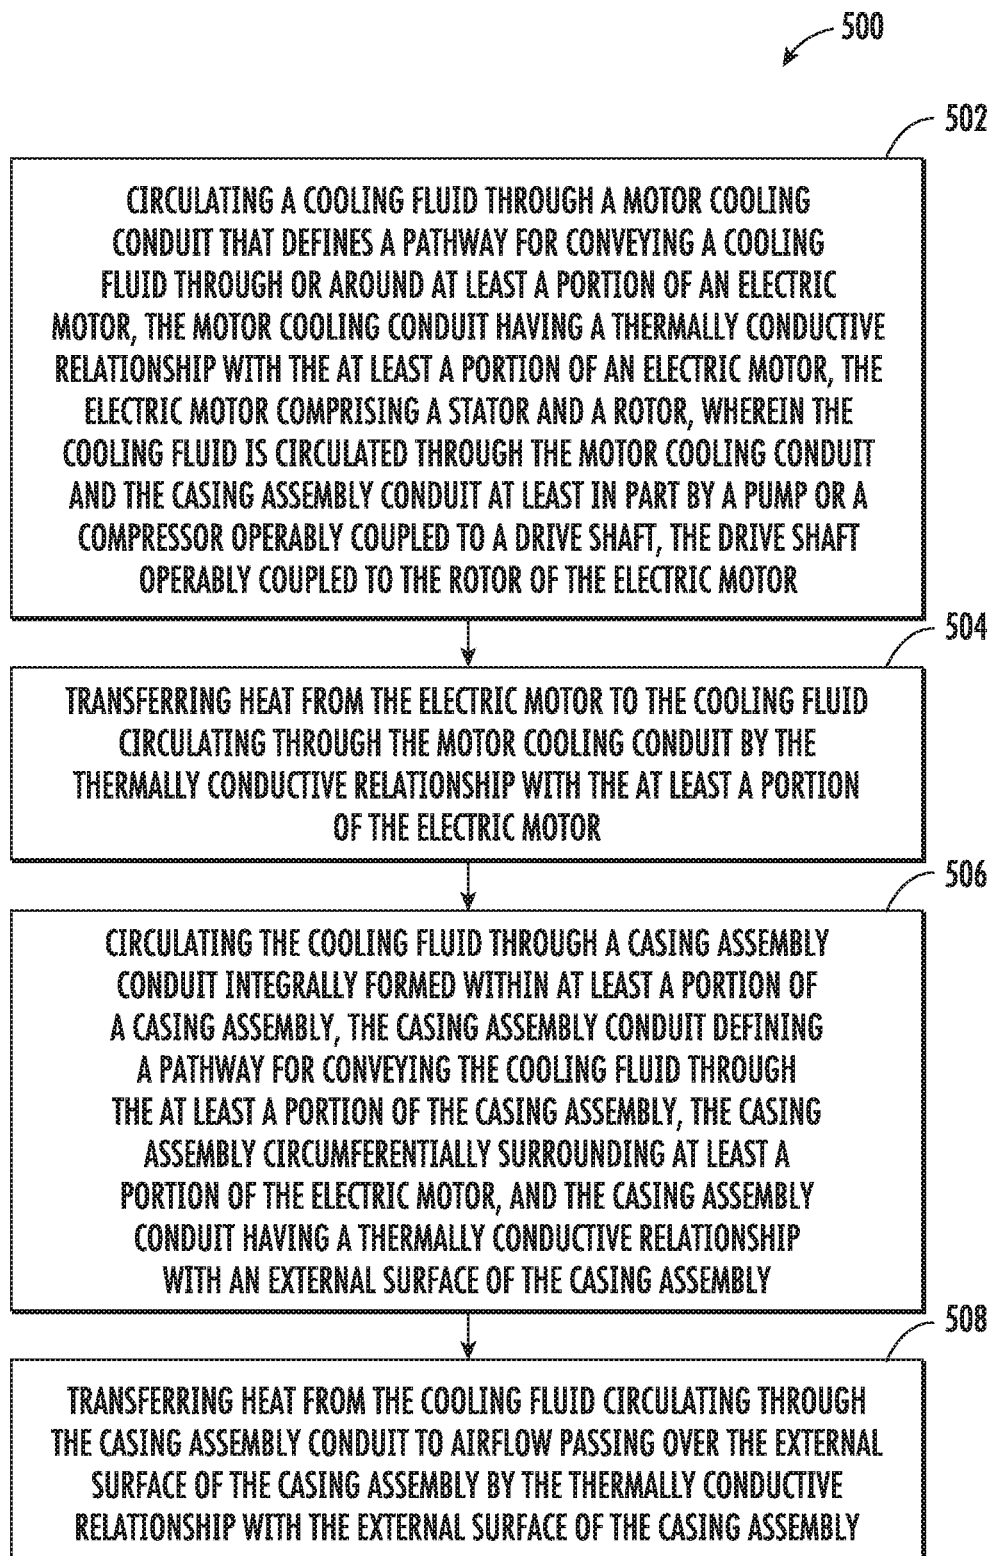 500
502
CIRCULATING A COOLING FLUID THROUGH A MOTOR COOLING
CONDUIT THAT DEFINES A PATHWAY FOR CONVEYING A COOLING
FLUID THROUGH OR AROUND AT LEAST A PORTION OF AN ELECTRIC
MOTOR, THE MOTOR COOLING CONDUIT HAVING A THERMALLY CONDUCTIVE
RELATIONSHIP WITH THE AT LEAST A PORTION OF AN ELECTRIC MOTOR, THE
ELECTRIC MOTOR COMPRISING A STATOR AND A ROTOR, WHEREIN THE
COOLING FLUID IS CIRCULATED THROUGH THE MOTOR COOLING CONDUIT
AND THE CASING ASSEMBLY CONDUIT AT LEAST IN PART BY A PUMP OR A
COMPRESSOR OPERABLY COUPLED TO A DRIVE SHAFT, THE DRIVE SHAFT
OPERABLY COUPLED TO THE ROTOR OF THE ELECTRIC MOTOR
504
TRANSFERRING HEAT FROM THE ELECTRIC MOTOR TO THE COOLING FLUID
CIRCULATING THROUGH THE MOTOR COOLING CONDUIT BY THE
THERMALLY CONDUCTIVE RELATIONSHIP WITH THE AT LEAST A PORTION
OF THE ELECTRIC MOTOR
506
CIRCULATING THE COOLING FLUID THROUGH A CASING ASSEMBLY
CONDUIT INTEGRALLY FORMED WITHIN AT LEAST A PORTION OF
A CASING ASSEMBLY, THE CASING ASSEMBLY CONDUIT DEFINING
A PATHWAY FOR CONVEYING THE COOLING FLUID THROUGH
THE AT LEAST A PORTION OF THE CASING ASSEMBLY, THE CASING
ASSEMBLY CIRCUMFERENTIALLY SURROUNDING AT LEAST A
PORTION OF THE ELECTRIC MOTOR, AND THE CASING ASSEMBLY
CONDUIT HAVING A THERMALLY CONDUCTIVE RELATIONSHIP
WITH AN EXTERNAL SURFACE OF THE CASING ASSEMBLY
508
TRANSFERRING HEAT FROM THE COOLING FLUID CIRCULATING THROUGH
THE CASING ASSEMBLY CONDUIT TO AIRFLOW PASSING OVER THE EXTERNAL
SURFACE OF THE CASING ASSEMBLY BY THE THERMALLY CONDUCTIVE
RELATIONSHIP WITH THE EXTERNAL SURFACE OF THE CASING ASSEMBLY